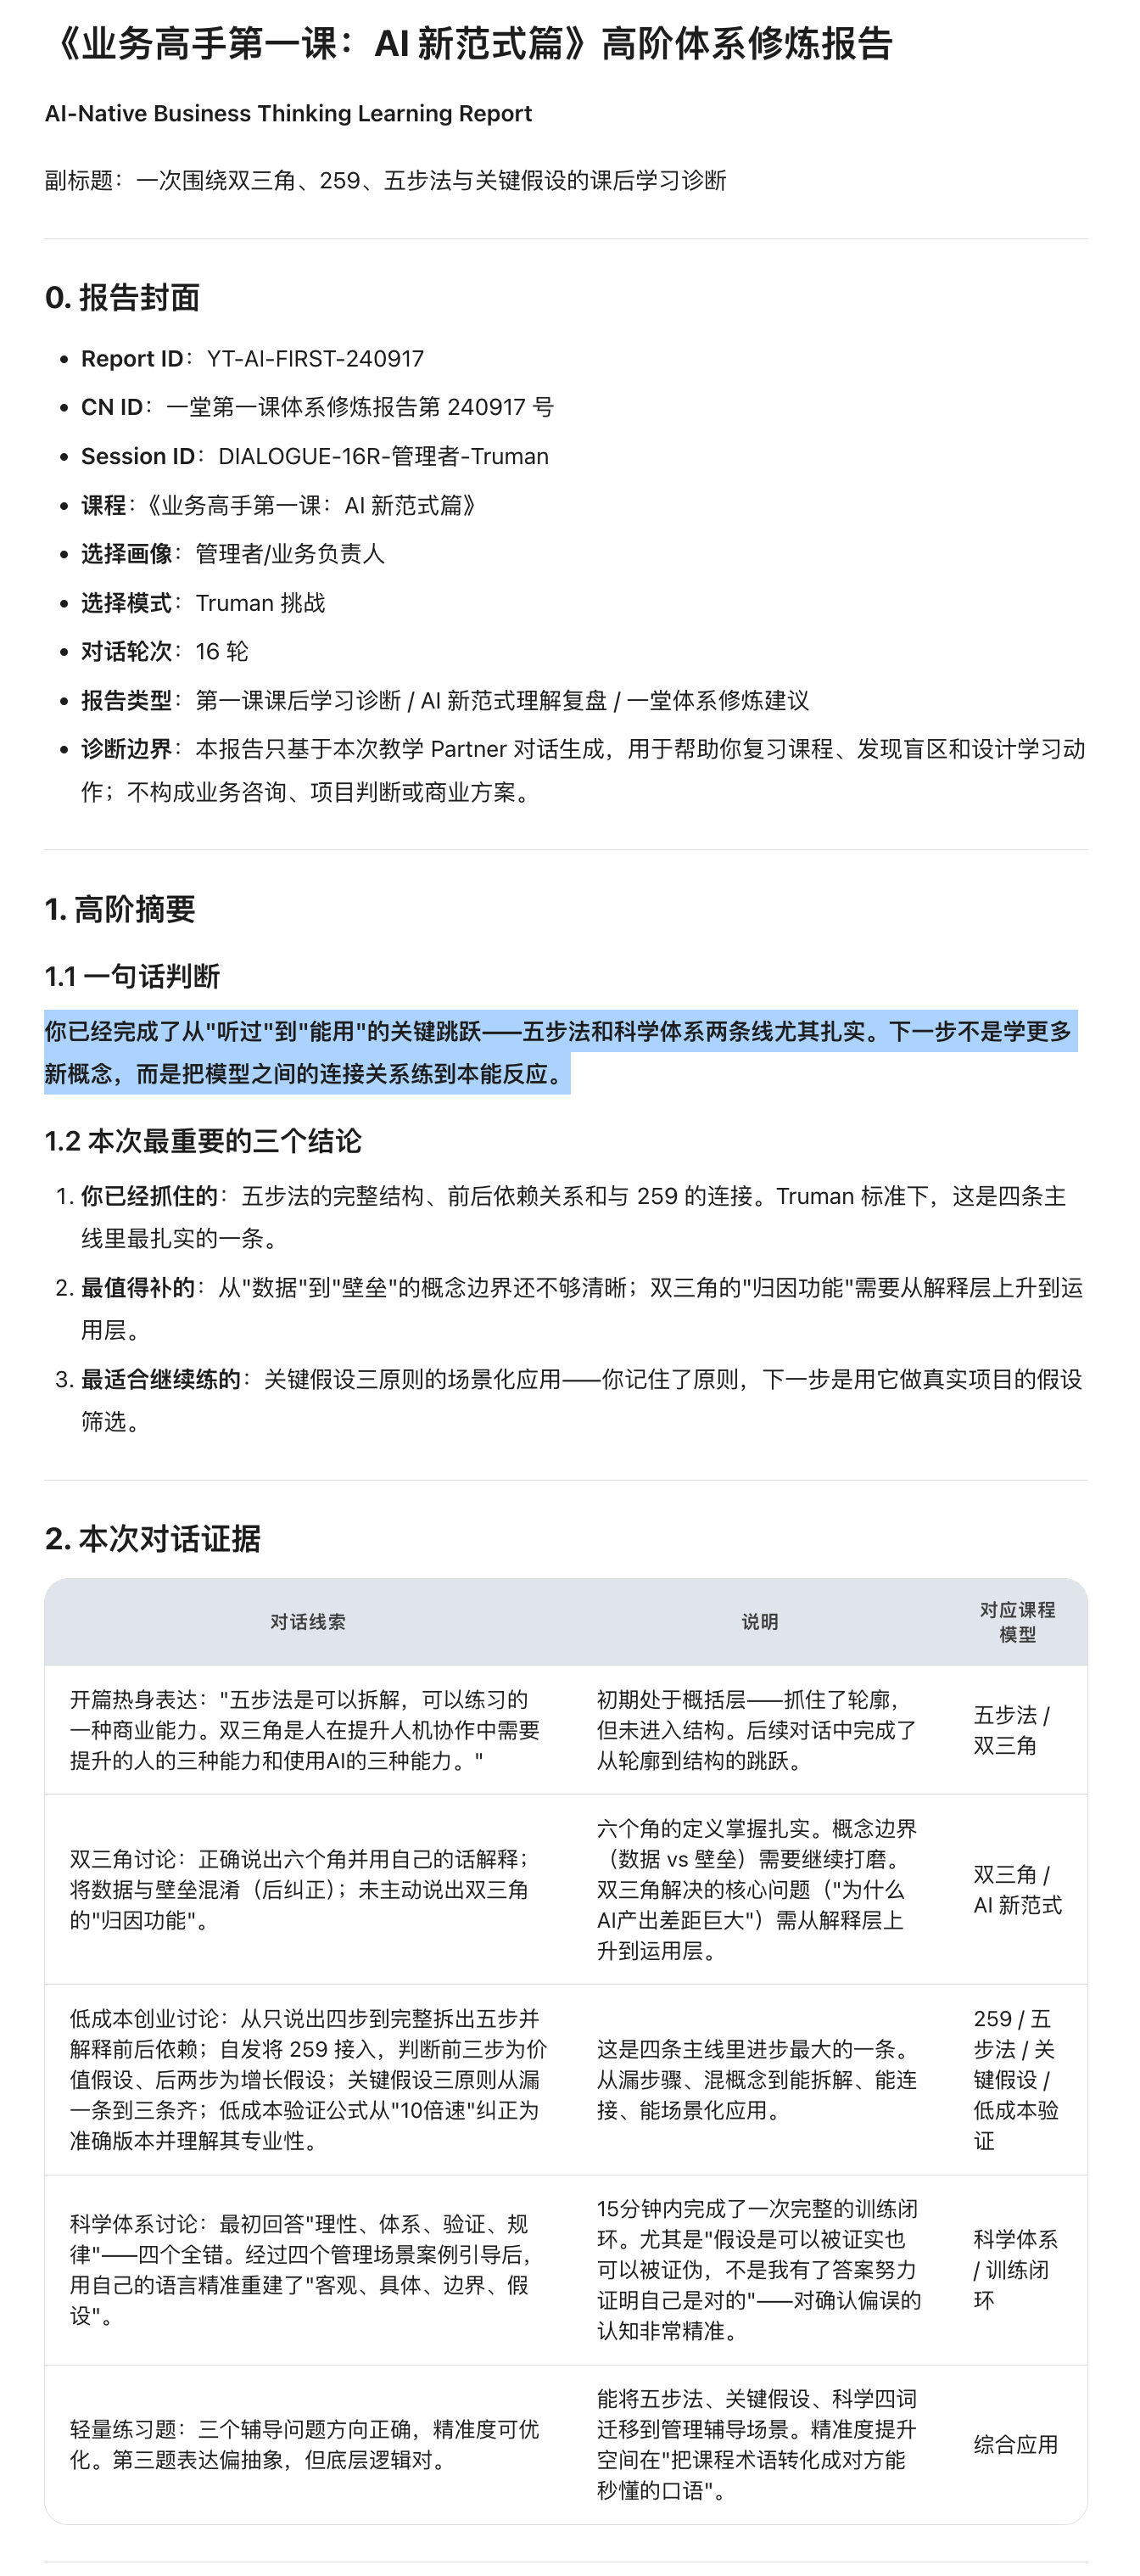 《业务高手第一课：AI 新范式篇》高阶体系修炼报告
AI-Native Business Thinking Learning Report
副标题：一次围绕双三角、259、五步法与关键假设的课后学习诊断
0. 报告封面
• Report ID：YT-AI-FIRST-240917
• CN ID：一堂第一课体系修炼报告第 240917 号
• Session ID：DIALOGUE-16R-管理者-Truman
• 课程：《业务高手第一课：AI 新范式篇》
• 选择画像：管理者/业务负责人
• 选择模式：Truman 挑战
• 对话轮次：16 轮
• 报告类型：第一课课后学习诊断 / AI 新范式理解复盘 / 一堂体系修炼建议
• 诊断边界：本报告只基于本次教学 Partner 对话生成，用于帮助你复习课程、发现盲区和设计学习动
作；不构成业务咨询、项目判断或商业方案。
1. 高阶摘要
1.1 一句话判断
你已经完成了从"听过"到"能用"的关键跳跃——五步法和科学体系两条线尤其扎实。下一步不是学更多
新概念，而是把模型之间的连接关系练到本能反应。
1.2 本次最重要的三个结论
1. 你已经抓住的：五步法的完整结构、前后依赖关系和与 259 的连接。Truman 标准下，这是四条主
线里最扎实的一条。
2. 最值得补的：从"数据"到"壁垒"的概念边界还不够清晰；双三角的"归因功能"需要从解释层上升到运
用层。
3. 最适合继续练的：关键假设三原则的场景化应用——你记住了原则，下一步是用它做真实项目的假设
筛选。
2. 本次对话证据
对话线索
说明
对应课程
模型
开篇热身表达："五步法是可以拆解，可以练习的
一种商业能力。双三角是人在提升人机协作中需要
提升的人的三种能力和使用AI的三种能力。"
初期处于概括层——抓住了轮廓，
但未进入结构。后续对话中完成了
从轮廓到结构的跳跃。
五步法 /
双三角
双三角讨论：正确说出六个角并用自己的话解释；
将数据与壁垒混淆（后纠正）；未主动说出双三角
的"归因功能"。
六个角的定义掌握扎实。概念边界
（数据 vs 壁垒）需要继续打磨。
双三角解决的核心问题（"为什么
AI产出差距巨大"）需从解释层上
升到运用层。
双三角 /
AI 新范式
低成本创业讨论：从只说出四步到完整拆出五步并
解释前后依赖；自发将 259 接入，判断前三步为价
值假设、后两步为增长假设；关键假设三原则从漏
一条到三条齐；低成本验证公式从"10倍速"纠正为
准确版本并理解其专业性。
这是四条主线里进步最大的一条。
从漏步骤、混概念到能拆解、能连
接、能场景化应用。
259 / 五
步法 / 关
键假设 /
低成本验
证
科学体系讨论：最初回答"理性、体系、验证、规
律"——四个全错。经过四个管理场景案例引导后，
用自己的语言精准重建了"客观、具体、边界、假
设"。
15分钟内完成了一次完整的训练闭
环。尤其是"假设是可以被证实也
可以被证伪，不是我有了答案努力
证明自己是对的"——对确认偏误的
认知非常精准。
科学体系
/ 训练闭
环
轻量练习题：三个辅导问题方向正确，精准度可优
化。第三题表达偏抽象，但底层逻辑对。
能将五步法、关键假设、科学四词
迁移到管理辅导场景。精准度提升
空间在"把课程术语转化成对方能
秒懂的口语"。
综合应用